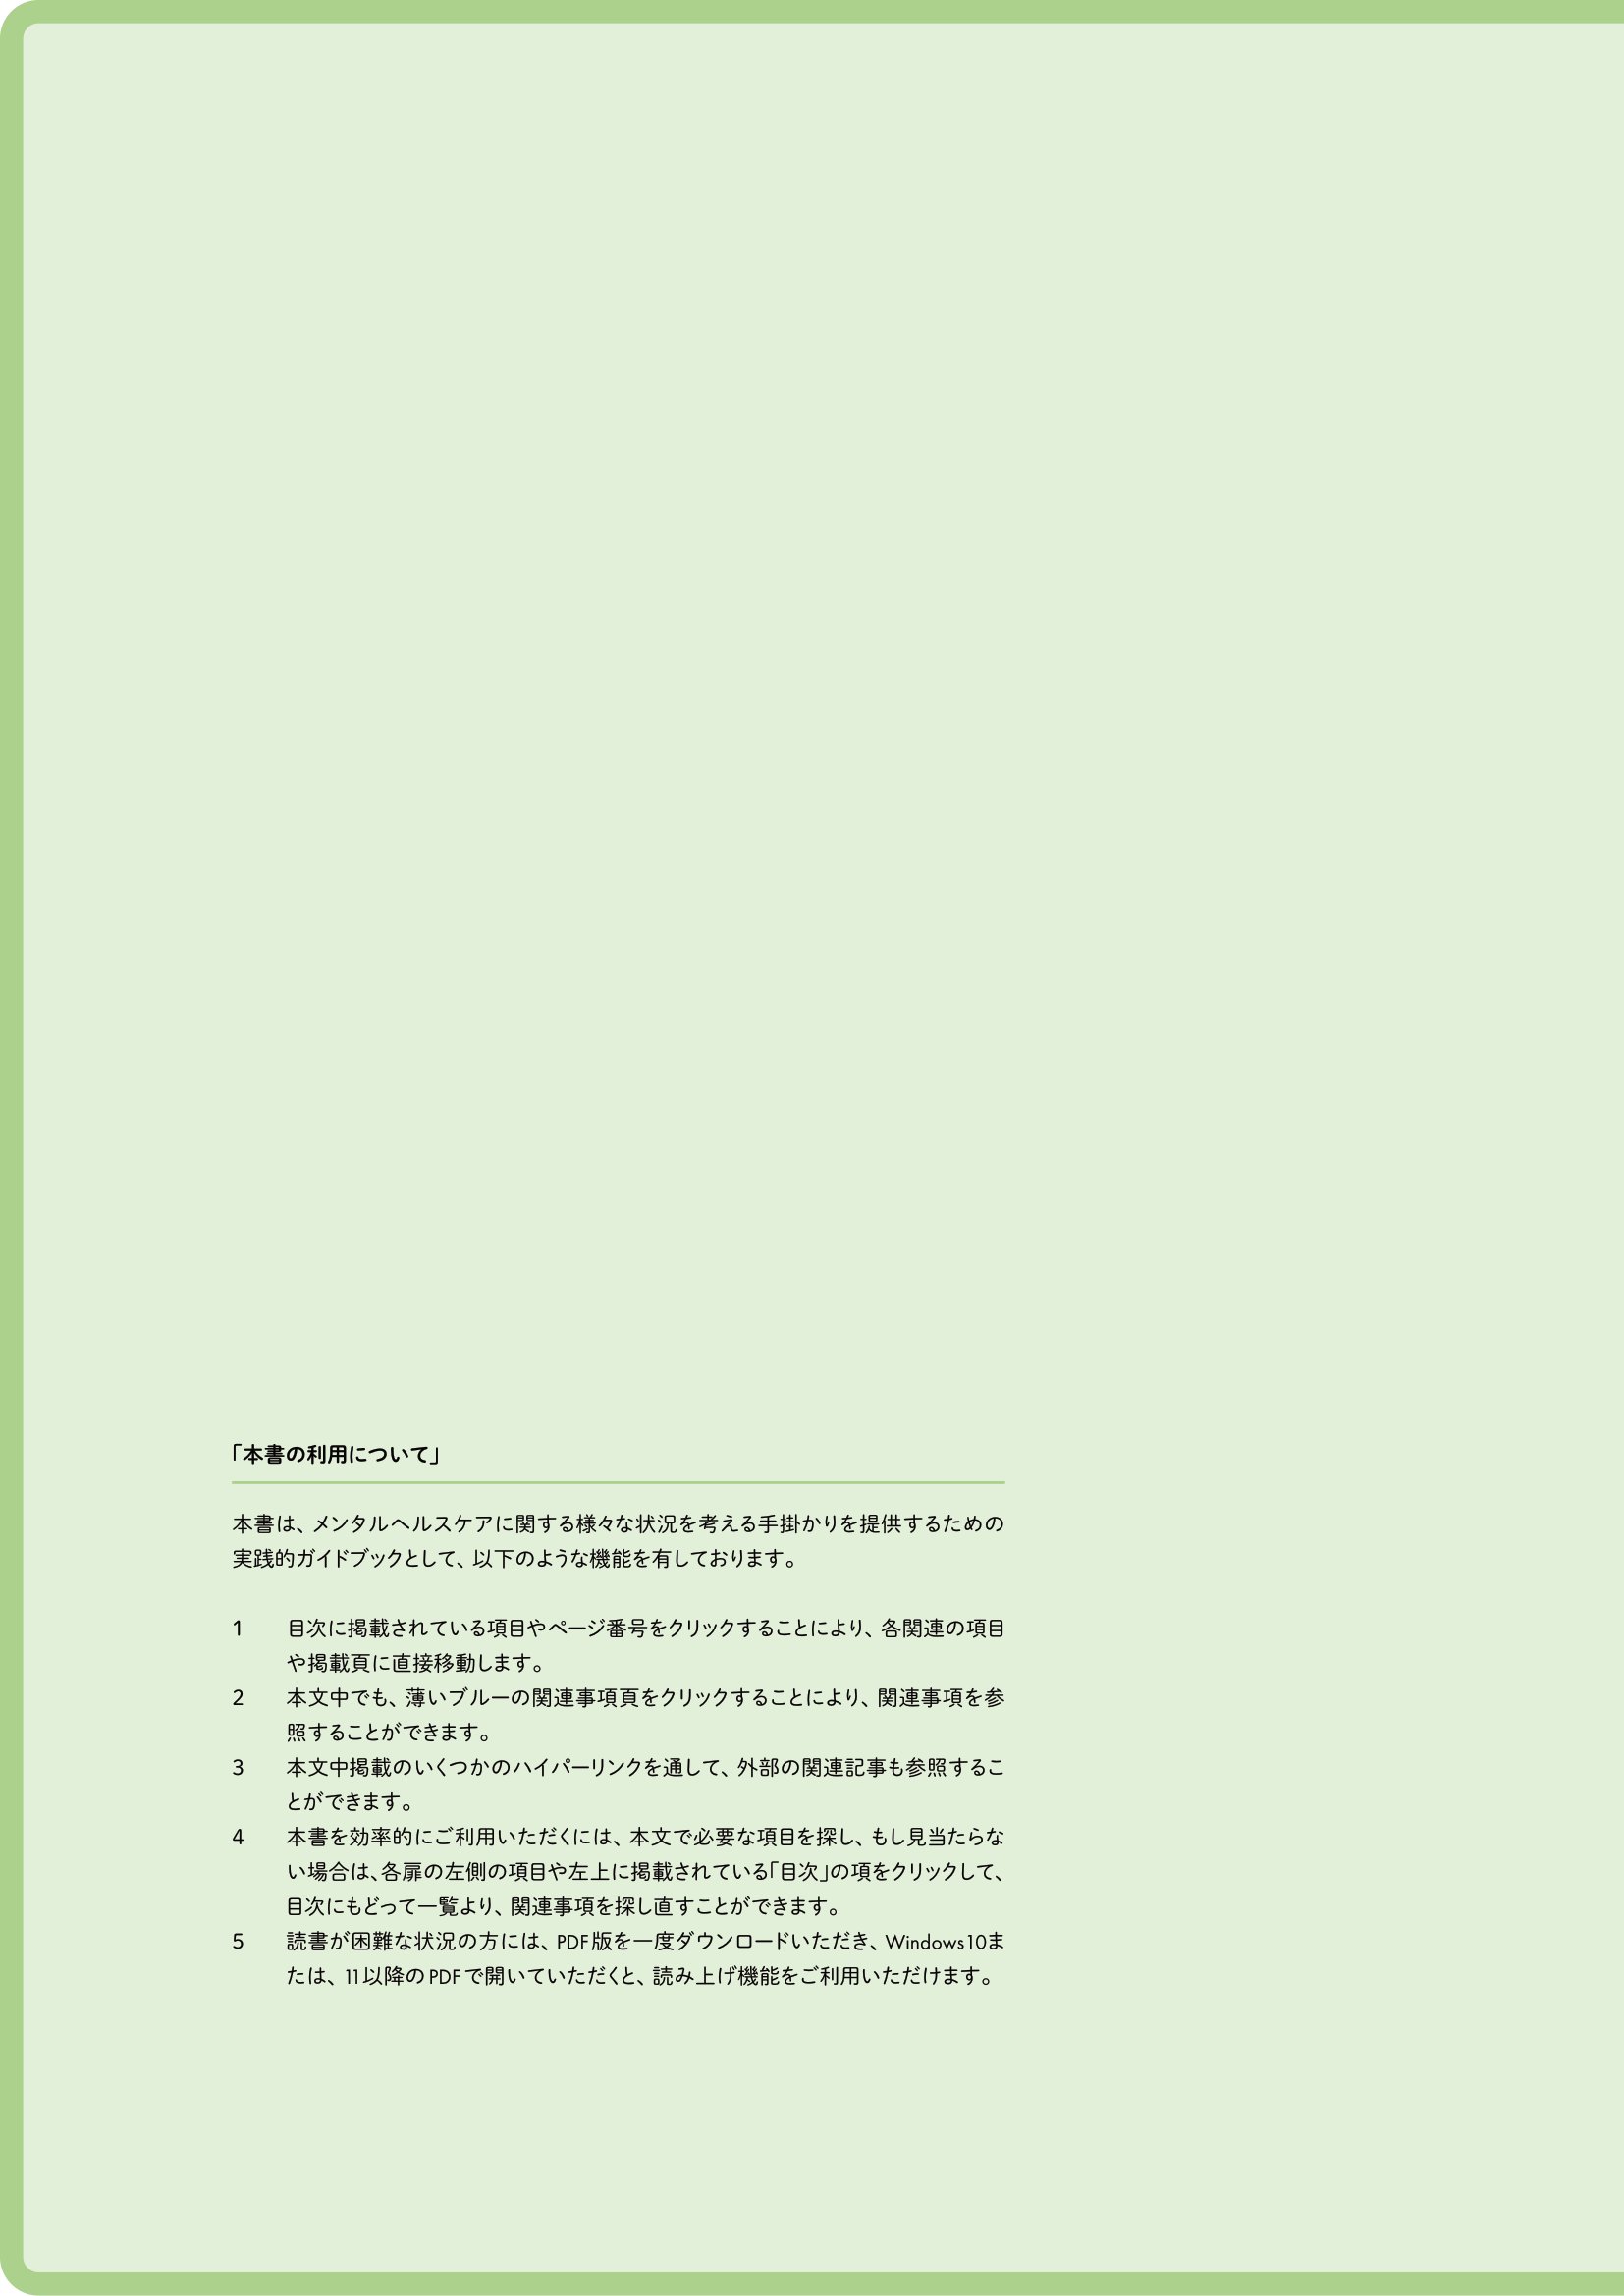 「本書の利用について」
本書は、メンタルヘルスケアに関する様々な状況を考える手掛かりを提供するための
実践的ガイドブックとして、以下のような機能を有しております。
1 目次に掲載されている項目やページ番号をクリックすることにより、各関連の項目
や掲載頁に直接移動します。
2 本文中でも、薄いブルーの関連事項頁をクリックすることにより、関連事項を参
照することができます。
3 本文中掲載のいくつかのハイパーリンクを通して、外部の関連記事も参照するこ
とができます。
4 本書を効率的にご利用いただくには、本文で必要な項目を探し、もし見当たらな
い場合は、各扉の左側の項目や左上に掲載されている「目次」の項をクリックして、
目次にもどって一覧より、関連事項を探し直すことができます。
5 読書が困難な状況の方には、PDF版を一度ダウンロードいただき、Windows10ま
たは、11以降のPDFで開いていただくと、読み上げ機能をご利用いただけます。